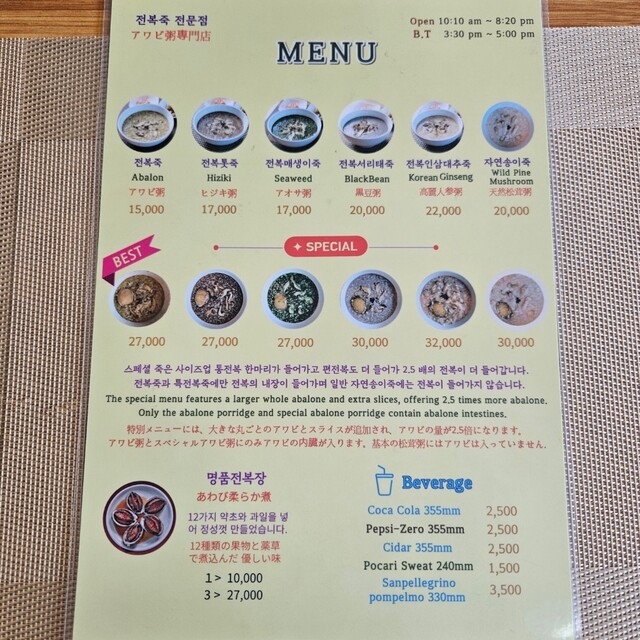 전복죽 전문점
アワビ粥専門店
MENU
Open 10:10 am ~ 8:20 pm
B.T 3:30 pm ~ 5:00 pm
전복죽
Abalon
アワビ粥
15,000
전복톳죽
Hiziki
ヒジキ粥
17,000
전복매생이죽
Seaweed
アオサ粥
17,000
전복서리태죽
BlackBean
黒豆粥
20,000
전복인삼대추죽
Korean Ginseng
高麗人参粥
22,000
자연송이죽
Wild Pine
Mushroom
天然松茸粥
20,000
BEST
SPECIAL
27,000
27,000
27,000
30,000
32,000
30,000
스페셜 죽은 사이즈업 통전복 한마리가 들어가고 편전복도 더 들어가 2.5 배의 전복이 더 들어갑니다.
전복죽과 특전복죽에만 전복의 내장이 들어가며 일반 자연송이죽에는 전복이 들어가지 않습니다.
The special menu features a larger whole abalone and extra slices, offering 2.5 times more abalone.
Only the abalone porridge and special abalone porridge contain abalone intestines.
特別メニューには、大きな丸ごとのアワビとスライスが追加され、アワビの量が2.5倍になります。
アワビ粥とスペシャルアワビ粥にのみアワビの内臓が入ります。基本の松茸粥にはアワビは入っていません.
명품전복장
あわび柔らか煮
12가지 약초와 과일을 넣
어 정성껏 만들었습니다.
12種類の果物と薬草
で煮込んだ 優しい味
1 > 10,000
3 > 27,000
Beverage
Coca Cola 355mm 2,500
Pepsi-Zero 355mm 2,500
Cidar 355mm 2,500
Pocari Sweat 240mm 1,500
Sanpellegrino
pompelmo 330mm 3,500